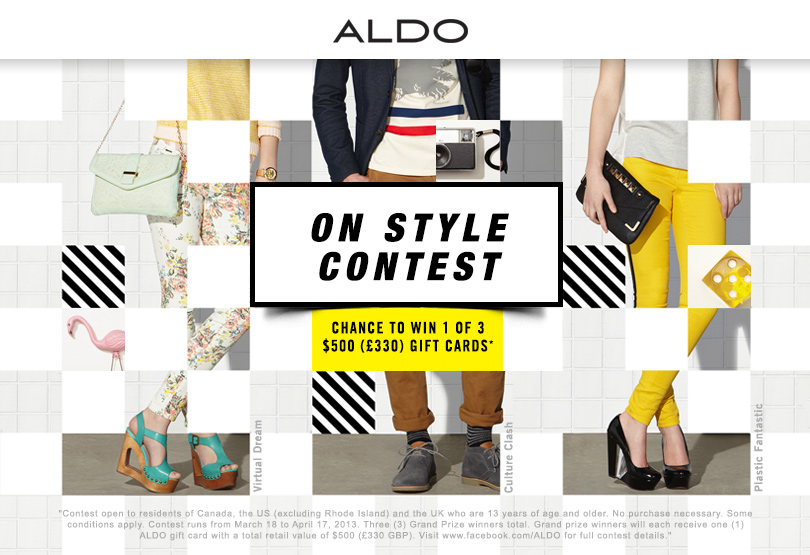 ALDO
ON STYLE
CONTEST
CHANCE TO WIN 1 OF 3
$500 (£330) GIFT CARDS*
Virtual Dream
Culture Clash
Plastic Fantastic
"Contest open to residents of Canada, the US (excluding Rhode Island) and the UK who are 13 years of age and older. No purchase necessary. Some
conditions apply. Contest runs from March 18 to April 17, 2013. Three (3) Grand Prize winners total. Grand prize winners will each receive one (1)
ALDO gift card with a total retail value of $500 (£330 GBP). Visit www.facebook.com/ALDO for full contest details."